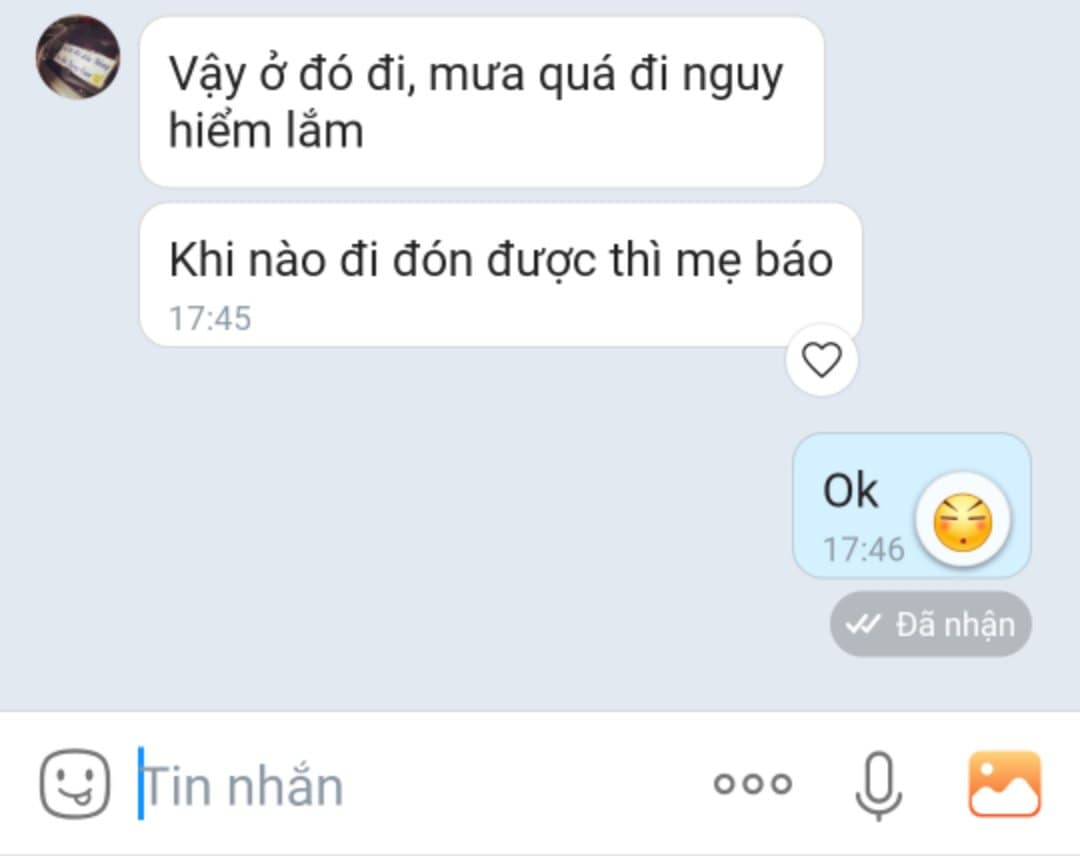 Vậy ở đó đi, mưa quá đi nguy
hiểm lắm
Khi nào đi đón được thì mẹ báo
17:45
Ok
17:46
Đã nhận
Tin nhắn